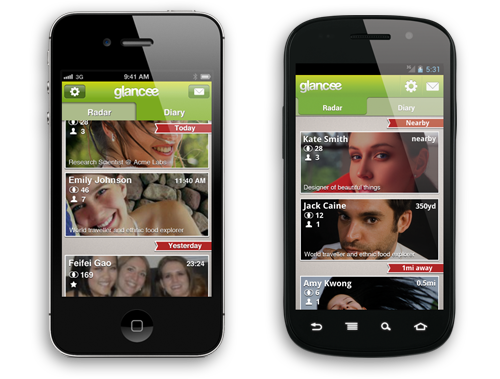 3G 9:41 AM
glancee
Radar Diary
28
3
Today
Research Scientist @ Acme Labs
Emily Johnson 11:40 AM
46
7
World traveller and ethnic food explorer
Yesterday
Feifei Gao 23:24
169
5:31
glancee
Radar Diary
Nearby
Kate Smith nearby
28
3
Designer of beautiful things
Jack Caine 350yd
12
1
World traveller and ethnic food explorer
1mi away
Amy Kwong 0.5mi
46
1